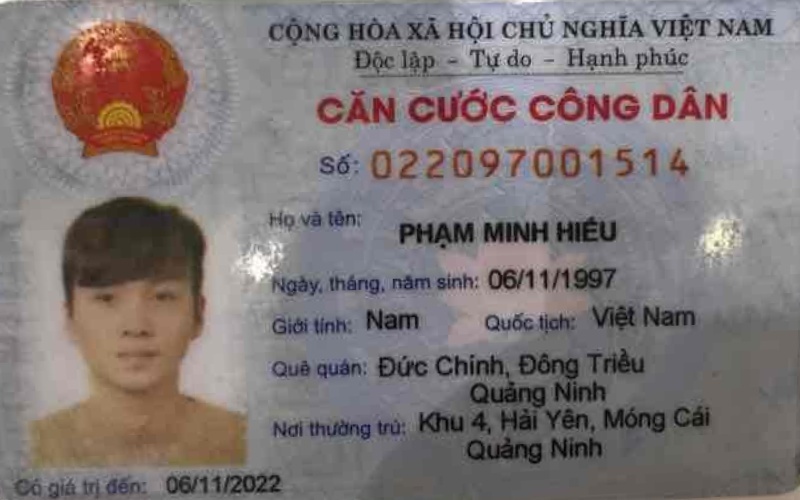 CỘNG HÒA XÃ HỘI CHỦ NGHĨA VIỆT NAM
Độc lập - Tự do - Hạnh phúc
CĂN CƯỚC CÔNG DÂN
Số: 022097001514
Họ và tên: PHẠM MINH HIẾU
Ngày, tháng, năm sinh: 06/11/1997
Giới tính: Nam Quốc tịch: Việt Nam
Quê quán: Đức Chính, Đông Triều
Quảng Ninh
Nơi thường trú: Khu 4, Hải Yên, Móng Cái
Quảng Ninh
Có giá trị đến: 06/11/2022